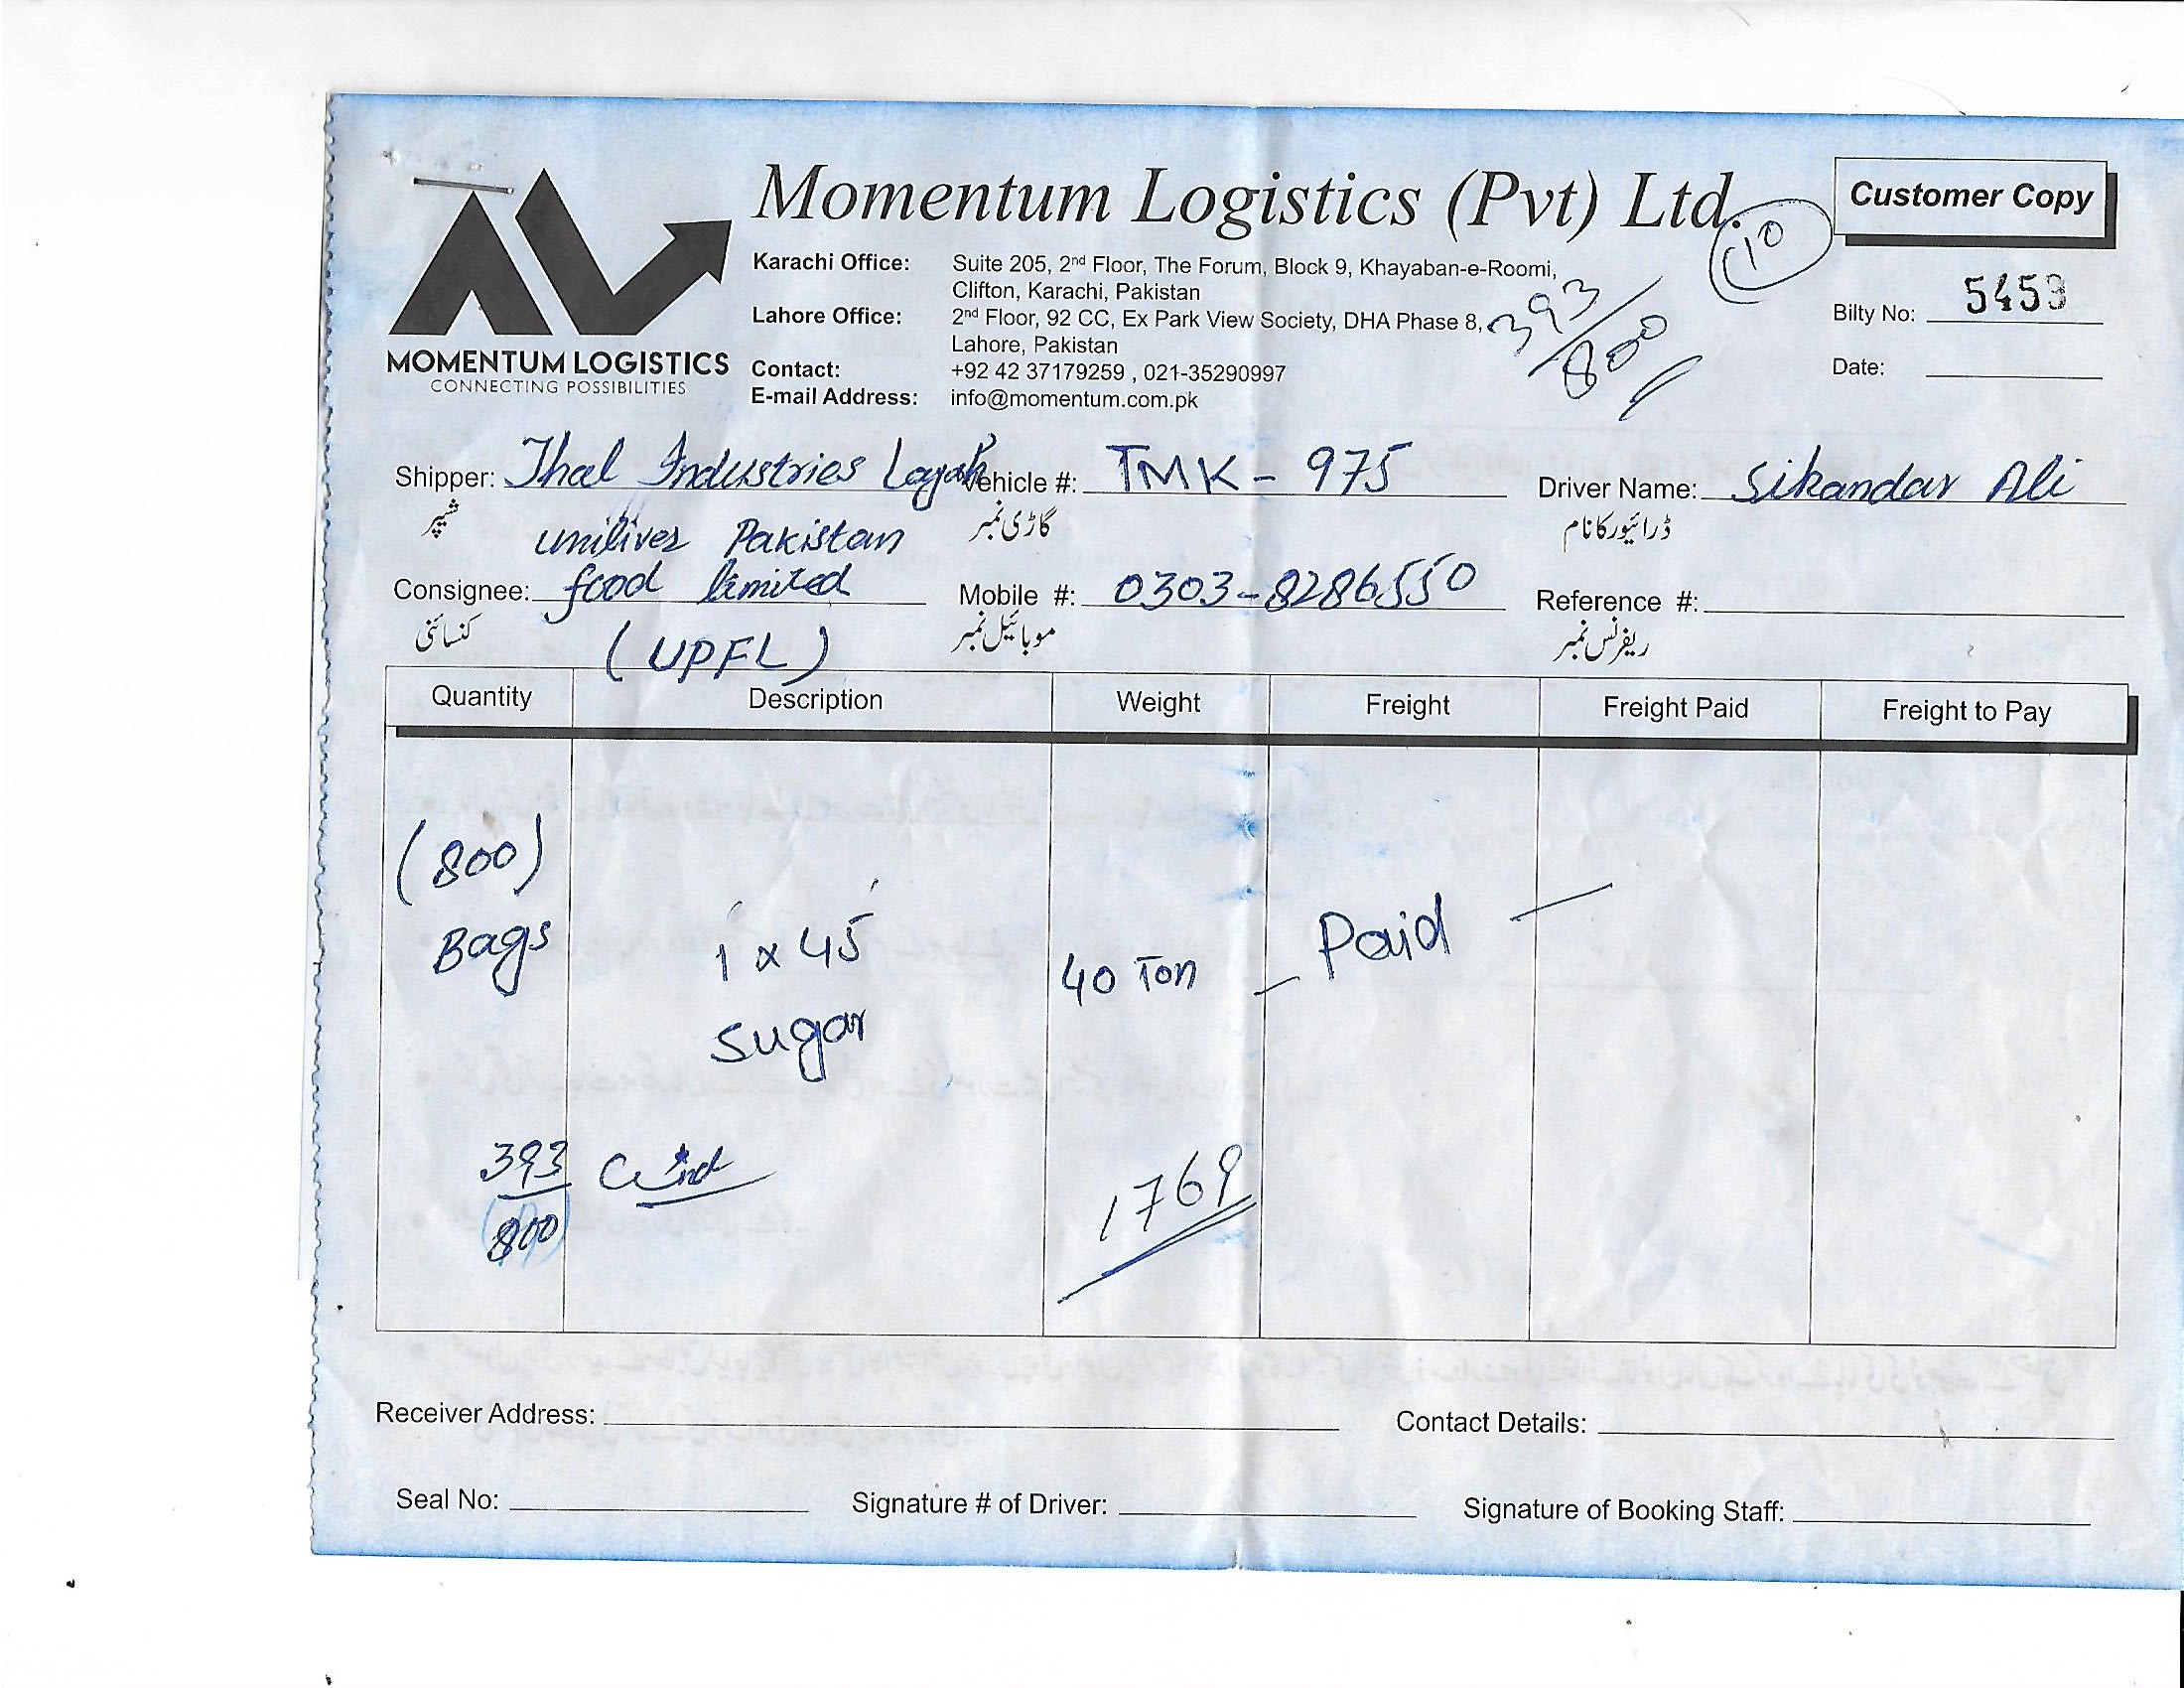 Momentum Logistics (Pvt) Ltd.
Customer Copy
C10
MOMENTUM LOGISTICS
CONNECTING POSSIBILITIES
Karachi Office: Suite 205, 2nd Floor, The Forum, Block 9, Khayaban-e-Roomi,
Clifton, Karachi, Pakistan
Lahore Office: 2nd Floor, 92 CC, Ex Park View Society, DHA Phase 8,
Lahore, Pakistan
Contact: +92 42 37179259 , 021-35290997
E-mail Address: info@momentum.com.pk
393/800
Bilty No: 5453
Date:
Shipper: Thal Industries Layah Vehicle #: TMK - 975 Driver Name: Sikandar Ali
شیپر گاڑی نمبر ڈرائیور کا نام
uniliver Pakistan
Consignee: food limited Mobile #: 0303-8286550 Reference #:
کنسائنی موبائیل نمبر ریفرنس نمبر
(UPFL)
Quantity Description Weight Freight Freight Paid Freight to Pay
(800)
Bags 1 x 45 40 Ton Paid
Sugar
393 1769
800
Receiver Address: Contact Details:
Seal No: Signature # of Driver: Signature of Booking Staff: